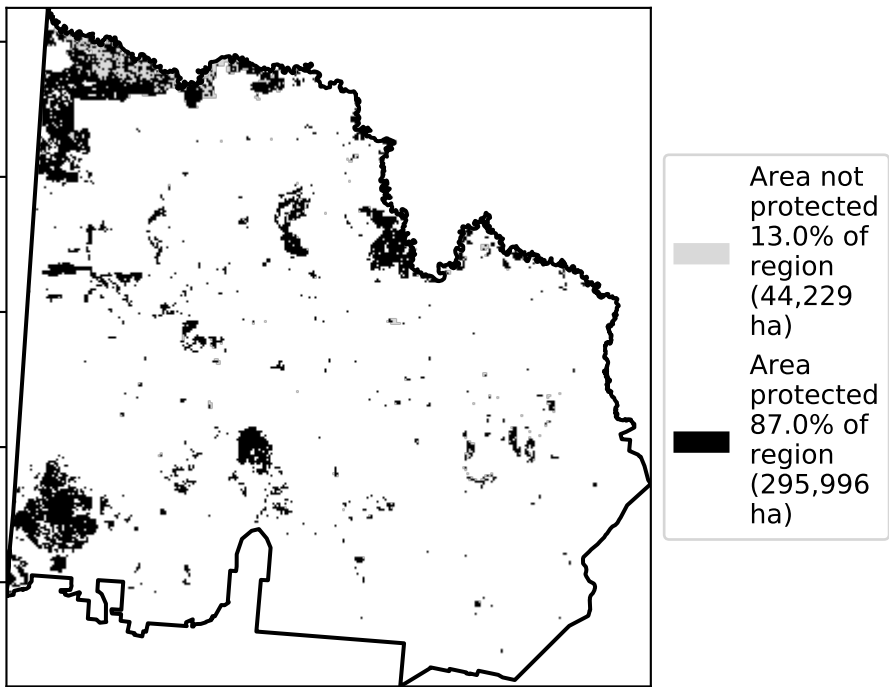 Area not
protected
13.0% of
region
(44,229
ha)
Area
protected
87.0% of
region
(295,996
ha)